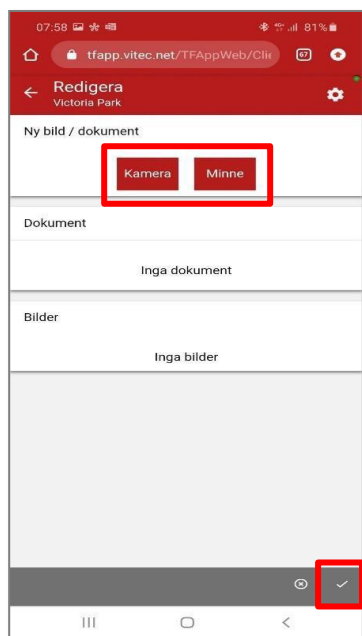 07:58 81%
tfapp.vitec.net/TFAppWeb/Clie 67
Redigera
Victoria Park
Ny bild / dokument
Kamera Minne
Dokument
Inga dokument
Bilder
Inga bilder